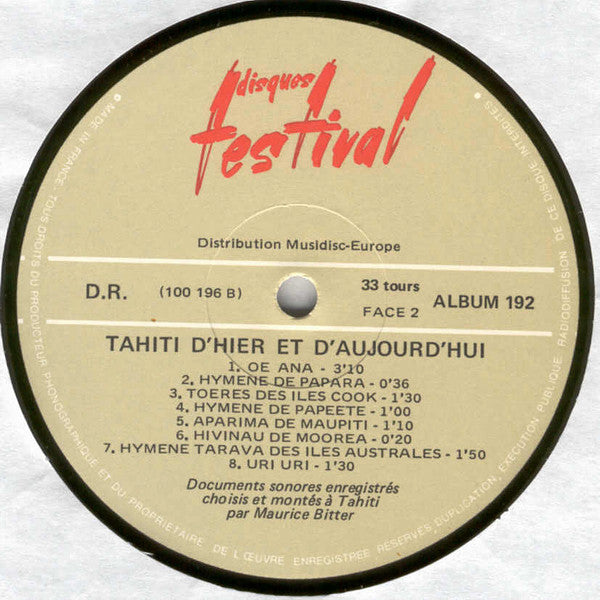 disques
festival
Distribution Musidisc-Europe
D.R.
(100 196 B)
33 tours
FACE 2
ALBUM 192
TAHITI D'HIER ET D'AUJOURD'HUI
1. OE ANA - 3'10
2. HYMENE DE PAPARA - 0'36
3. TOERES DES ILES COOK - 1'30
4. HYMENE DE PAPEETE - 1'00
5. APARIMA DE MAUPITI - 1'10
6. HIVINAU DE MOOREA - 0'20
7. HYMENE TARAVA DES ILES AUSTRALES - 1'50
8. URI URI - 1'30
Documents sonores enregistrés
choisis et montés à Tahiti
par Maurice Bitter
MADE IN FRANCE · TOUS DROITS DU PRODUCTEUR PHONOGRAPHIQUE ET DU PROPRIÉTAIRE DE L'ŒUVRE ENREGISTRÉE RÉSERVÉS DUPLICATION, EXECUTION PUBLIQUE RADIODIFFUSION DE CE DISQUE INTERDITES